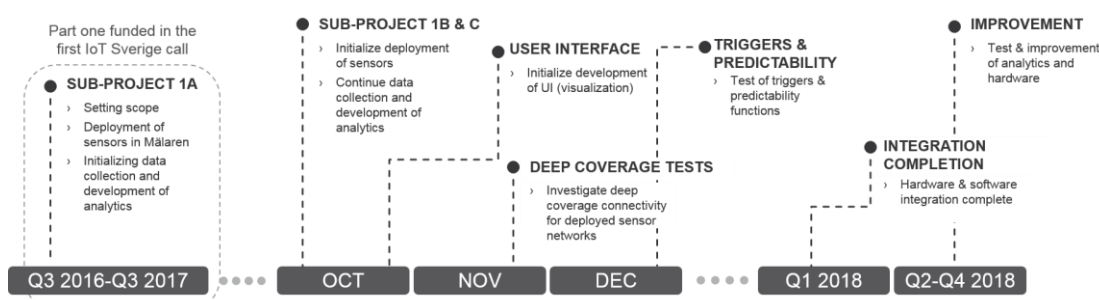 Part one funded in the
first IoT Sverige call
SUB-PROJECT 1A
› Setting scope
› Deployment of
sensors in Mälaren
› Initializing data
collection and
development of
analytics
SUB-PROJECT 1B & C
› Initialize deployment
of sensors
› Continue data
collection and
development of
analytics
USER INTERFACE
› Initialize development
of UI (visualization)
DEEP COVERAGE TESTS
› Investigate deep
coverage connectivity
for deployed sensor
networks
TRIGGERS &
PREDICTABILITY
› Test of triggers &
predictability
functions
INTEGRATION
COMPLETION
› Hardware & software
integration complete
IMPROVEMENT
› Test & improvement
of analytics and
hardware
Q3 2016-Q3 2017
OCT
NOV
DEC
Q1 2018
Q2-Q4 2018